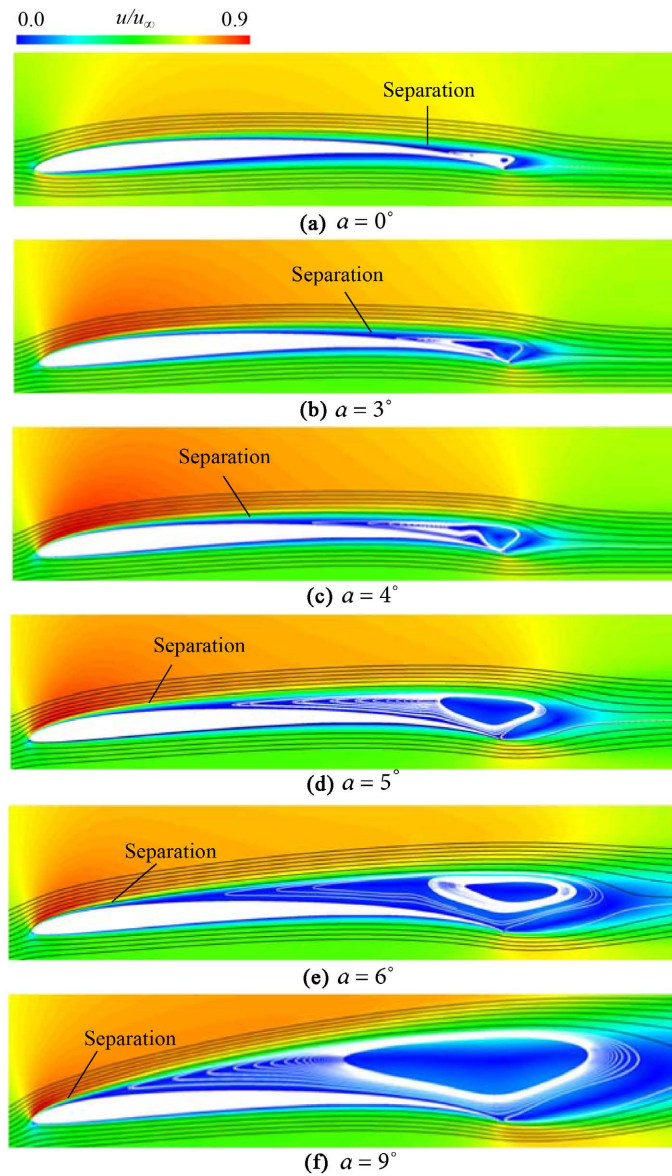 0.0 u/u∞ 0.9
Separation
(a) a = 0°
Separation
(b) a = 3°
Separation
(c) a = 4°
Separation
(d) a = 5°
Separation
(e) a = 6°
Separation
(f) a = 9°